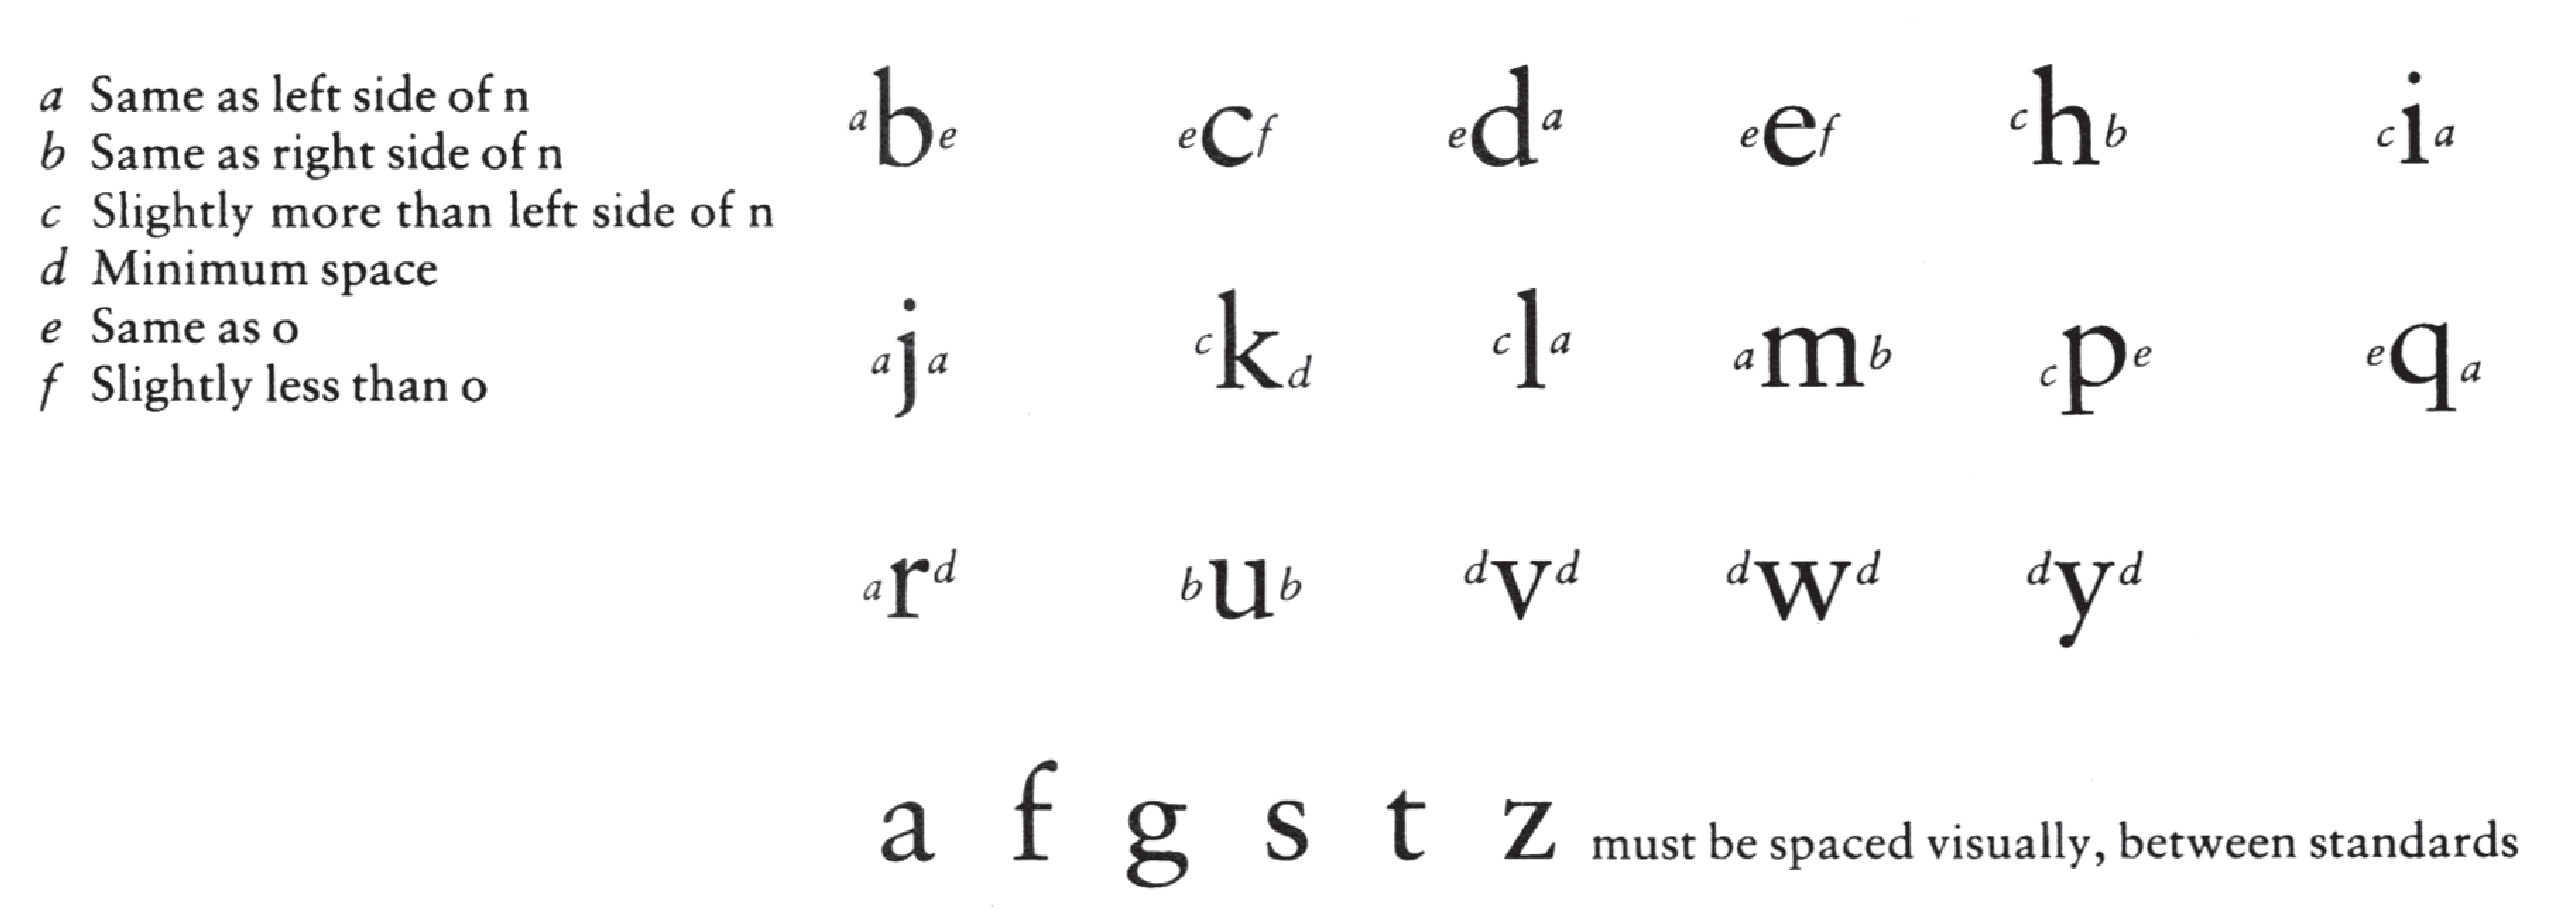 a Same as left side of n
b Same as right side of n
c Slightly more than left side of n
d Minimum space
e Same as o
f Slightly less than o
a b e e c f e d a e e f c h b c i a
a j a c k d c l a a m b c p e e q a
a r d b u b d v d d w d d y d
a f g s t z must be spaced visually, between standards